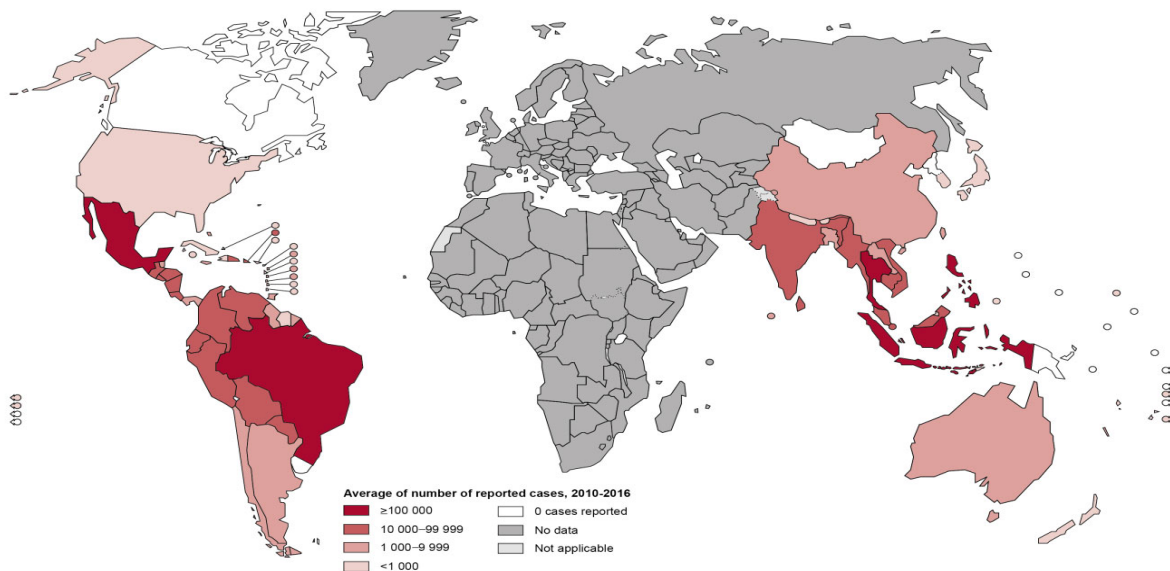 Average of number of reported cases, 2010-2016
≥100 000
10 000–99 999
1 000–9 999
<1 000
0 cases reported
No data
Not applicable